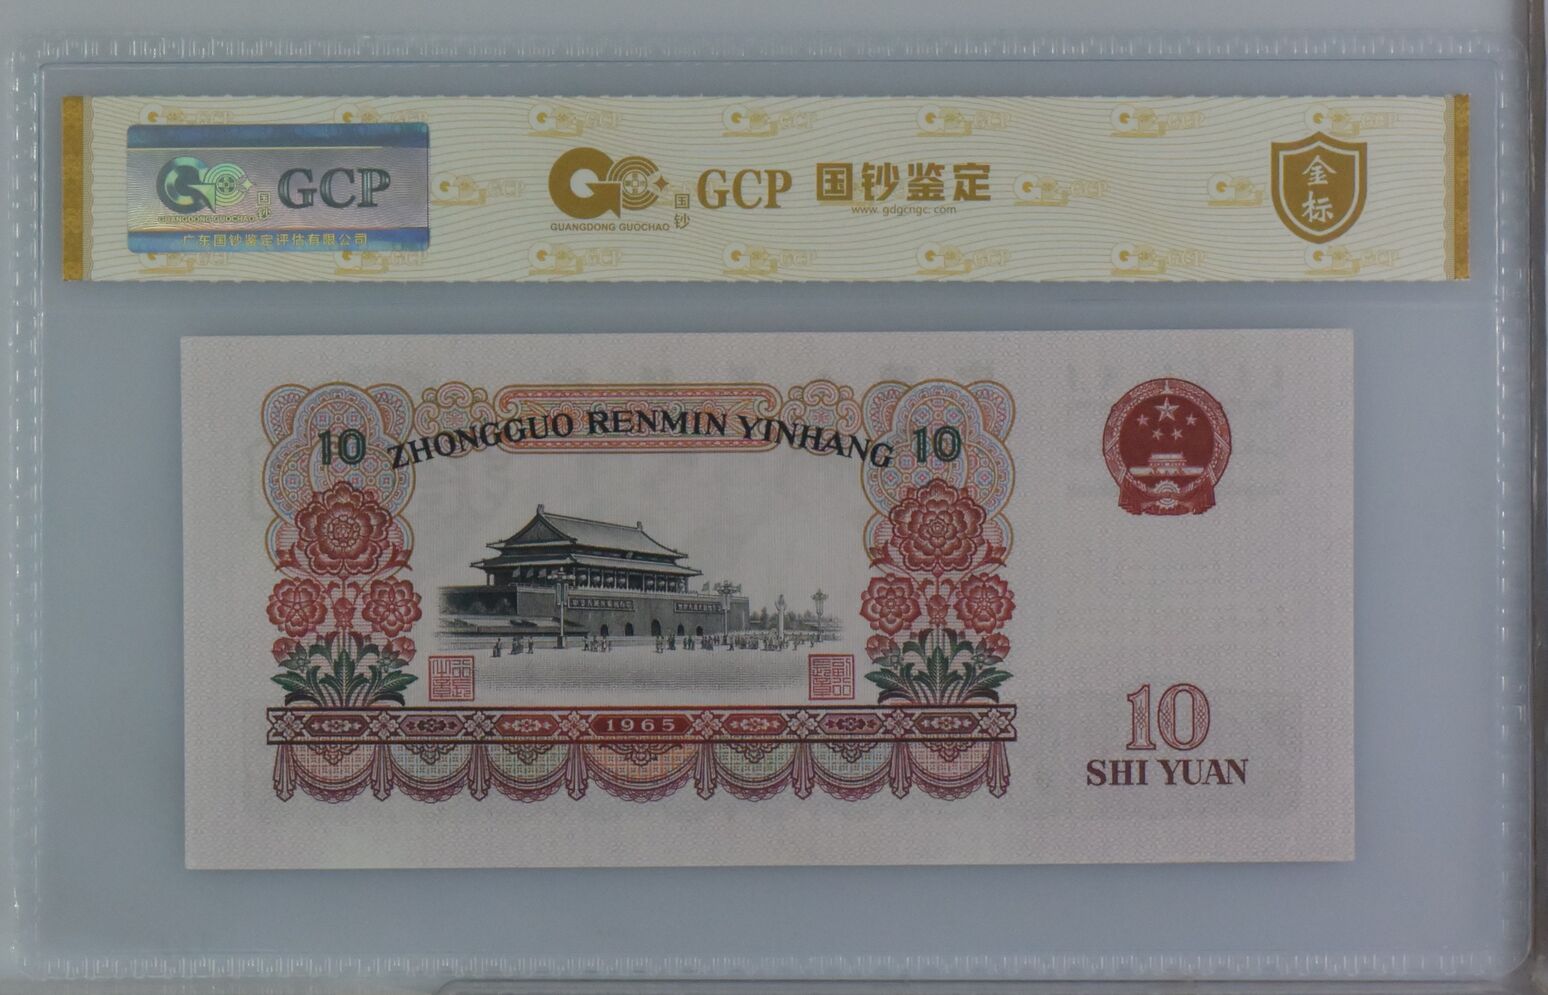 GCP
GUANGDONG GUOCHAO
国钞
广东国钞鉴定评估有限公司
GCP 国钞鉴定
国钞
www. gdgcngc. com
GUANGDONG GUOCHAO
金标
10 ZHONGGUO RENMIN YINHANG 10
1965
10
SHI YUAN